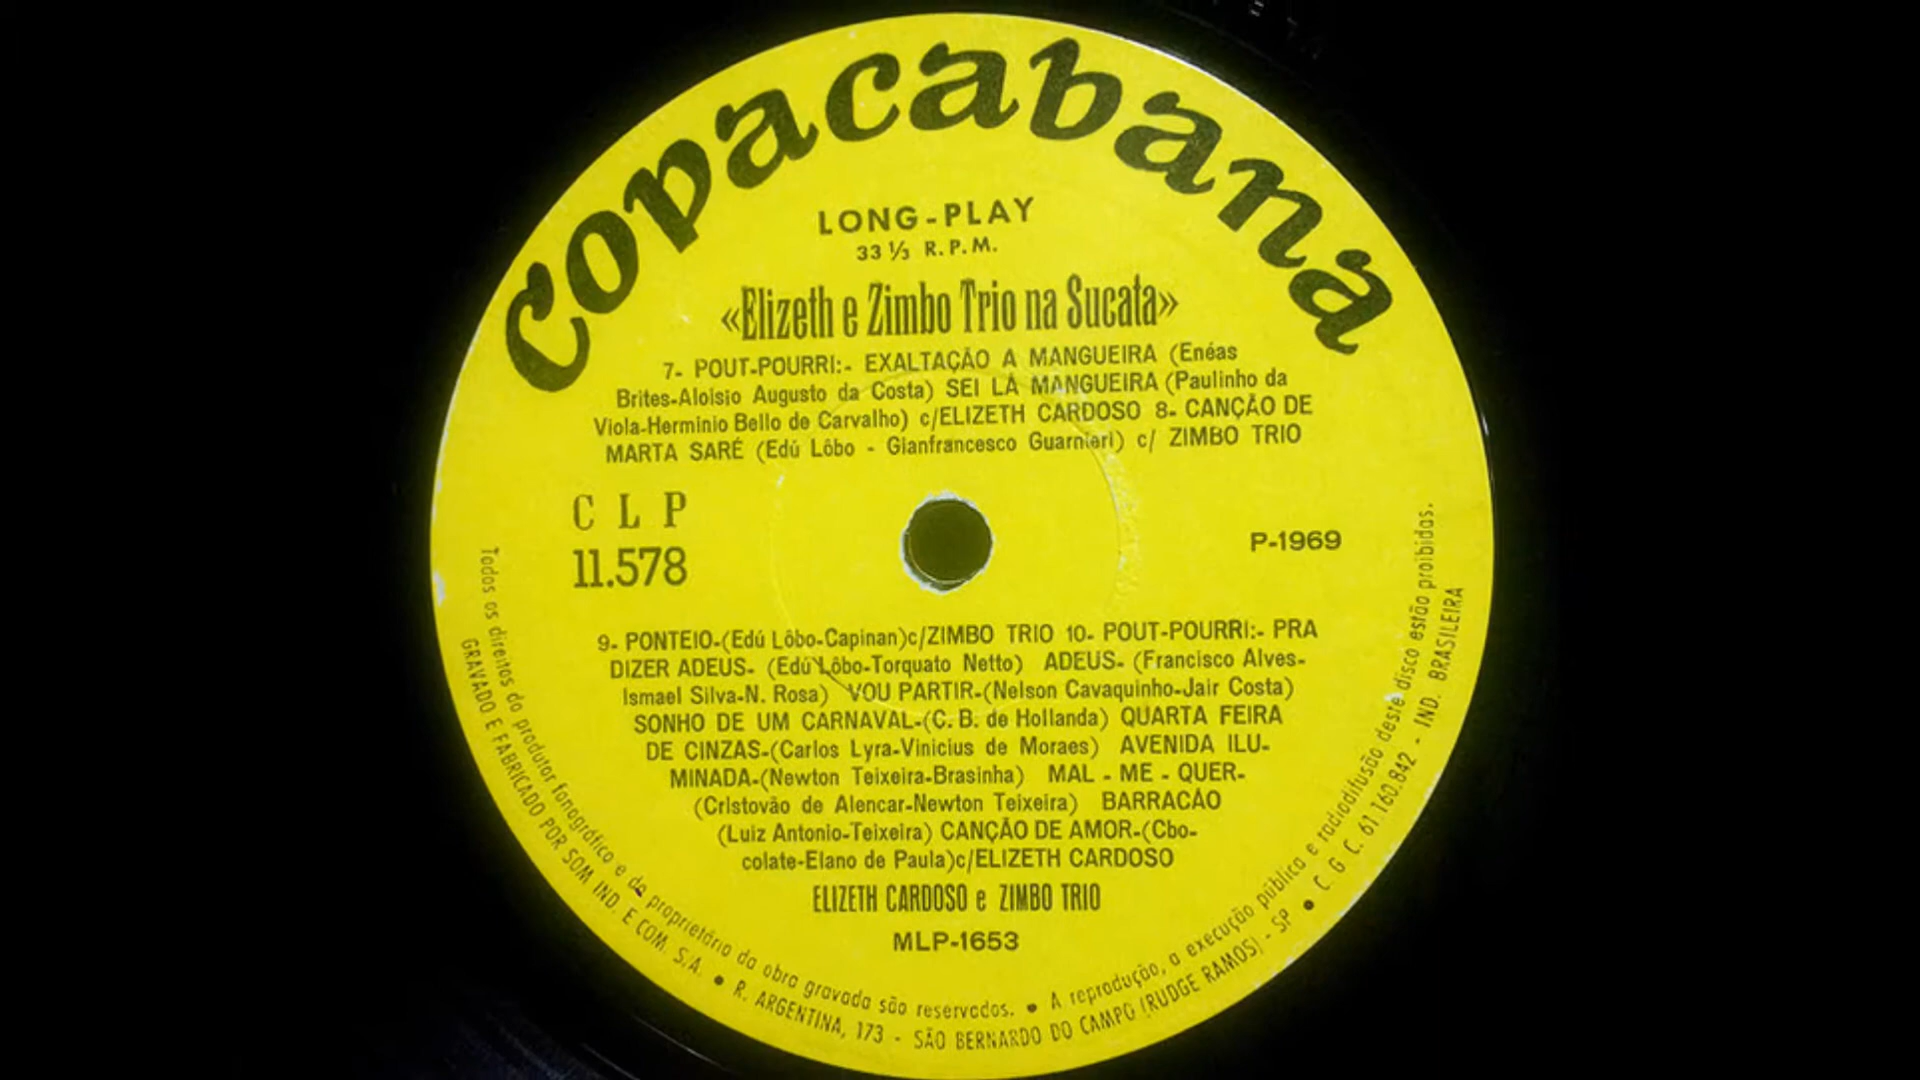 Copacabana
LONG-PLAY
33 ⅓ R.P.M.
«Elizeth e Zimbo Trio na Sucata»
7- POUT-POURRI:- EXALTAÇÃO A MANGUEIRA (Enéas
Brites-Aloisio Augusto da Costa) SEI LÁ MANGUEIRA (Paulinho da
Viola-Herminio Bello de Carvalho) c/ELIZETH CARDOSO 8- CANÇÃO DE
MARTA SARÉ (Edú Lôbo - Gianfrancesco Guarnieri) c/ ZIMBO TRIO
CLP
11.578
P-1969
9- PONTEIO-(Edú Lôbo-Capinan)c/ZIMBO TRIO 10- POUT-POURRI:- PRA
DIZER ADEUS- (Edú Lôbo-Torquato Netto) ADEUS- (Francisco Alves-
Ismael Silva-N. Rosa) VOU PARTIR-(Nelson Cavaquinho-Jair Costa)
SONHO DE UM CARNAVAL-(C. B. de Hollanda) QUARTA FEIRA
DE CINZAS-(Carlos Lyra-Vinicius de Moraes) AVENIDA ILU-
MINADA-(Newton Teixeira-Brasinha) MAL - ME - QUER-
(Cristovão de Alencar-Newton Teixeira) BARRACÃO
(Luiz Antonio-Teixeira) CANÇÃO DE AMOR-(Cbo-
colate-Elano de Paula)c/ELIZETH CARDOSO
ELIZETH CARDOSO e ZIMBO TRIO
MLP-1653
Todos os direitos do produtor fonográfico e do proprietário da obra gravada são reservados. • A reprodução, a execução pública e radiodifusão deste disco estão proibidas.
GRAVADO E FABRICADO POR SOM IND. E COM. S/A. • R. ARGENTINA, 173 - SÃO BERNARDO DO CAMPO (RUDGE RAMOS) - SP • C. G. C. 61.160.842 - IND. BRASILEIRA